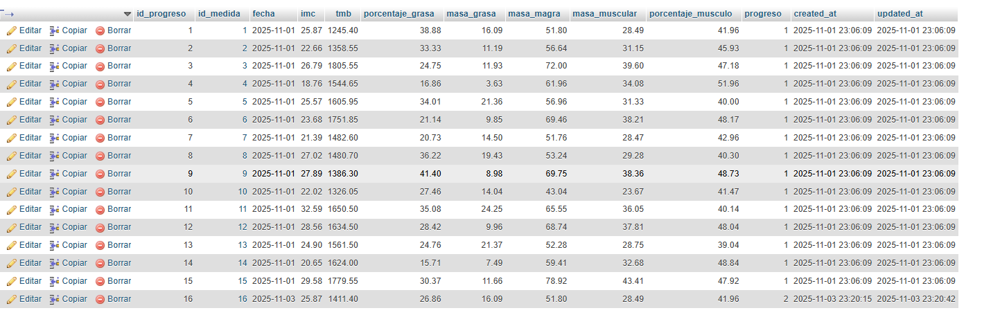 id_progreso id_medida fecha imc tmb porcentaje_grasa masa_grasa masa_magra masa_muscular porcentaje_musculo progreso created_at updated_at
Editar Copiar Borrar 1 1 2025-11-01 25.87 1245.40 38.88 16.09 51.80 28.49 41.96 1 2025-11-01 23:06:09 2025-11-01 23:06:09
Editar Copiar Borrar 2 2 2025-11-01 22.66 1358.55 33.33 11.19 56.64 31.15 45.93 1 2025-11-01 23:06:09 2025-11-01 23:06:09
Editar Copiar Borrar 3 3 2025-11-01 26.79 1805.55 24.75 11.93 72.00 39.60 47.18 1 2025-11-01 23:06:09 2025-11-01 23:06:09
Editar Copiar Borrar 4 4 2025-11-01 18.76 1544.65 16.86 3.63 61.96 34.08 51.96 1 2025-11-01 23:06:09 2025-11-01 23:06:09
Editar Copiar Borrar 5 5 2025-11-01 25.57 1605.95 34.01 21.36 56.96 31.33 40.00 1 2025-11-01 23:06:09 2025-11-01 23:06:09
Editar Copiar Borrar 6 6 2025-11-01 23.68 1751.85 21.14 9.85 69.46 38.21 48.17 1 2025-11-01 23:06:09 2025-11-01 23:06:09
Editar Copiar Borrar 7 7 2025-11-01 21.39 1482.60 20.73 14.50 51.76 28.47 42.96 1 2025-11-01 23:06:09 2025-11-01 23:06:09
Editar Copiar Borrar 8 8 2025-11-01 27.02 1480.70 36.22 19.43 53.24 29.28 40.30 1 2025-11-01 23:06:09 2025-11-01 23:06:09
Editar Copiar Borrar 9 9 2025-11-01 27.89 1386.30 41.40 8.98 69.75 38.36 48.73 1 2025-11-01 23:06:09 2025-11-01 23:06:09
Editar Copiar Borrar 10 10 2025-11-01 22.02 1326.05 27.46 14.04 43.04 23.67 41.47 1 2025-11-01 23:06:09 2025-11-01 23:06:09
Editar Copiar Borrar 11 11 2025-11-01 32.59 1650.50 35.08 24.25 65.55 36.05 40.14 1 2025-11-01 23:06:09 2025-11-01 23:06:09
Editar Copiar Borrar 12 12 2025-11-01 28.56 1634.50 28.42 9.96 68.74 37.81 48.04 1 2025-11-01 23:06:09 2025-11-01 23:06:09
Editar Copiar Borrar 13 13 2025-11-01 24.90 1561.50 24.76 21.37 52.28 28.75 39.04 1 2025-11-01 23:06:09 2025-11-01 23:06:09
Editar Copiar Borrar 14 14 2025-11-01 20.65 1624.00 15.71 7.49 59.41 32.68 48.84 1 2025-11-01 23:06:09 2025-11-01 23:06:09
Editar Copiar Borrar 15 15 2025-11-01 29.58 1779.55 30.37 11.66 78.92 43.41 47.92 1 2025-11-01 23:06:09 2025-11-01 23:06:09
Editar Copiar Borrar 16 16 2025-11-03 25.87 1411.40 26.86 16.09 51.80 28.49 41.96 2 2025-11-03 23:20:15 2025-11-03 23:20:42